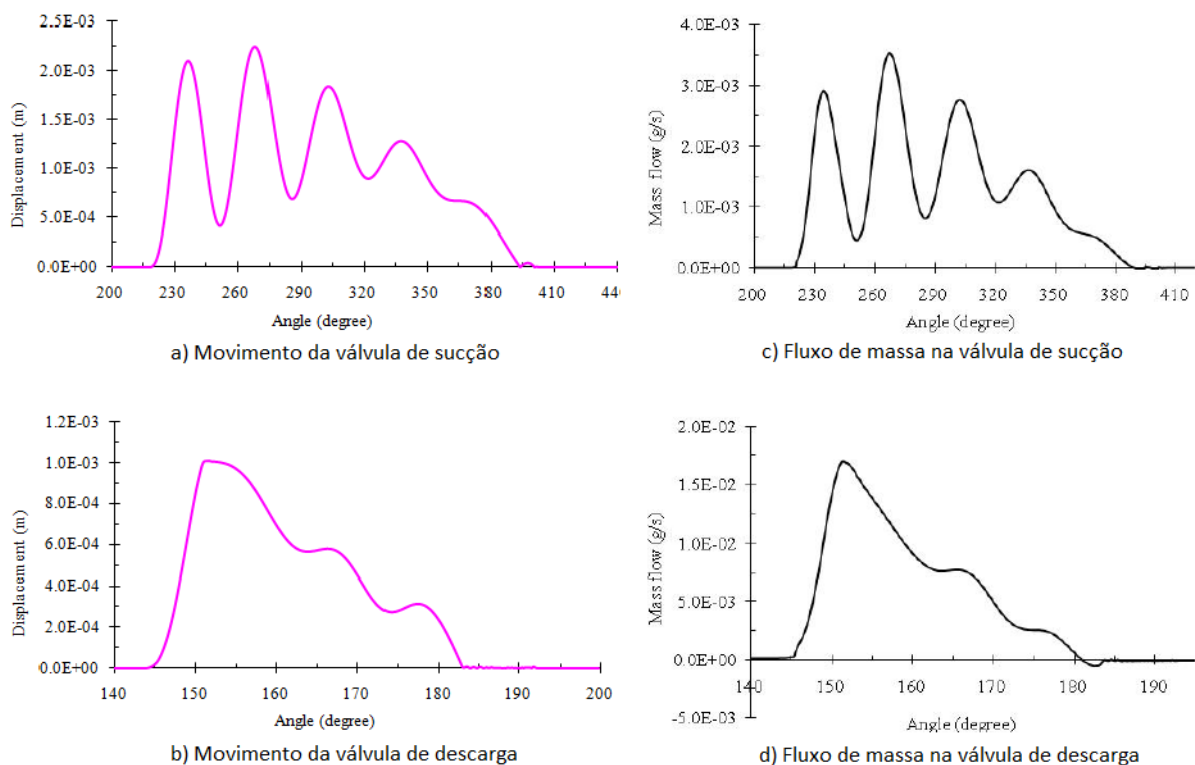 2.5E-03
2.0E-03
1.5E-03
1.0E-03
5.0E-04
0.0E+00
Displacement (m)
200 230 260 290 320 350 380 410 44(
Angle (degree)
a) Movimento da válvula de sucção
4.0E-03
3.0E-03
2.0E-03
1.0E-03
0.0E+00
Mass flow (g/s)
200 230 260 290 320 350 380 410
Angle (degree)
c) Fluxo de massa na válvula de sucção
1.2E-03
1.0E-03
8.0E-04
6.0E-04
4.0E-04
2.0E-04
0.0E+00
Displacement (m)
140 150 160 170 180 190 200
Angle (degree)
b) Movimento da válvula de descarga
2.0E-02
1.5E-02
1.0E-02
5.0E-03
0.0E+00
-5.0E-03
Mass flow (g/s)
140 150 160 170 180 190
Angle (degree)
d) Fluxo de massa na válvula de descarga